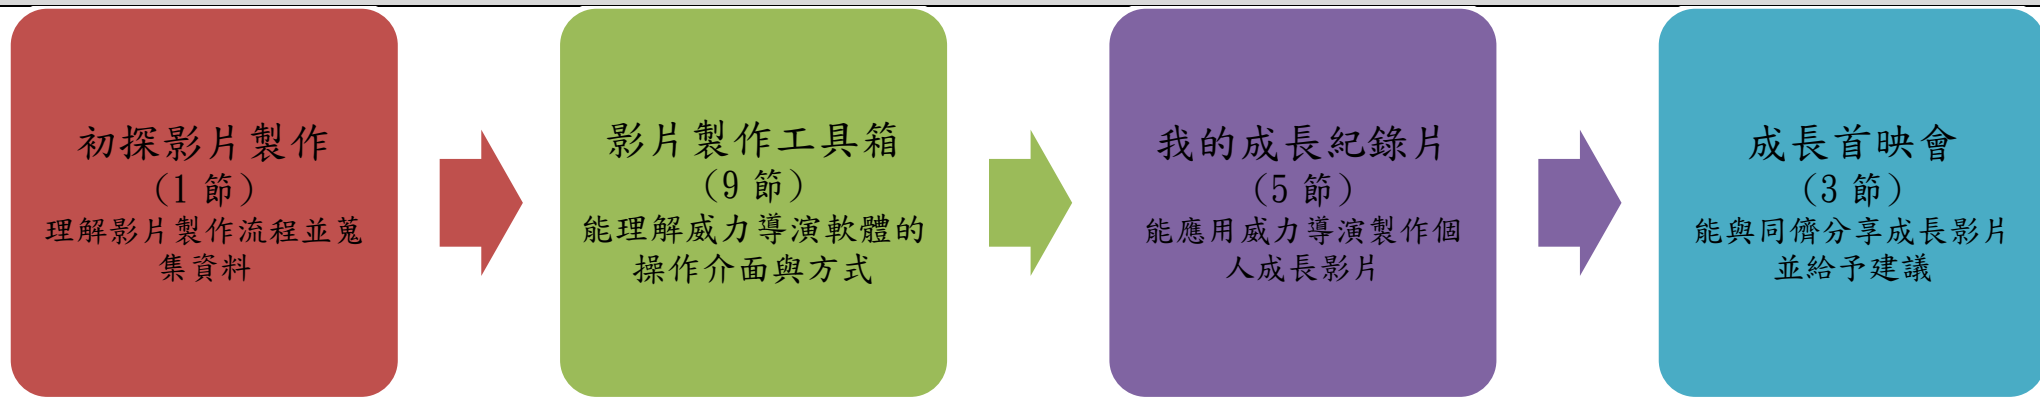 初探影片製作
(1 節)
理解影片製作流程並蒐
集資料
影片製作工具箱
(9 節)
能理解威力導演軟體的
操作介面與方式
我的成長紀錄片
(5 節)
能應用威力導演製作個
人成長影片
成長首映會
(3 節)
能與同儕分享成長影片
並給予建議